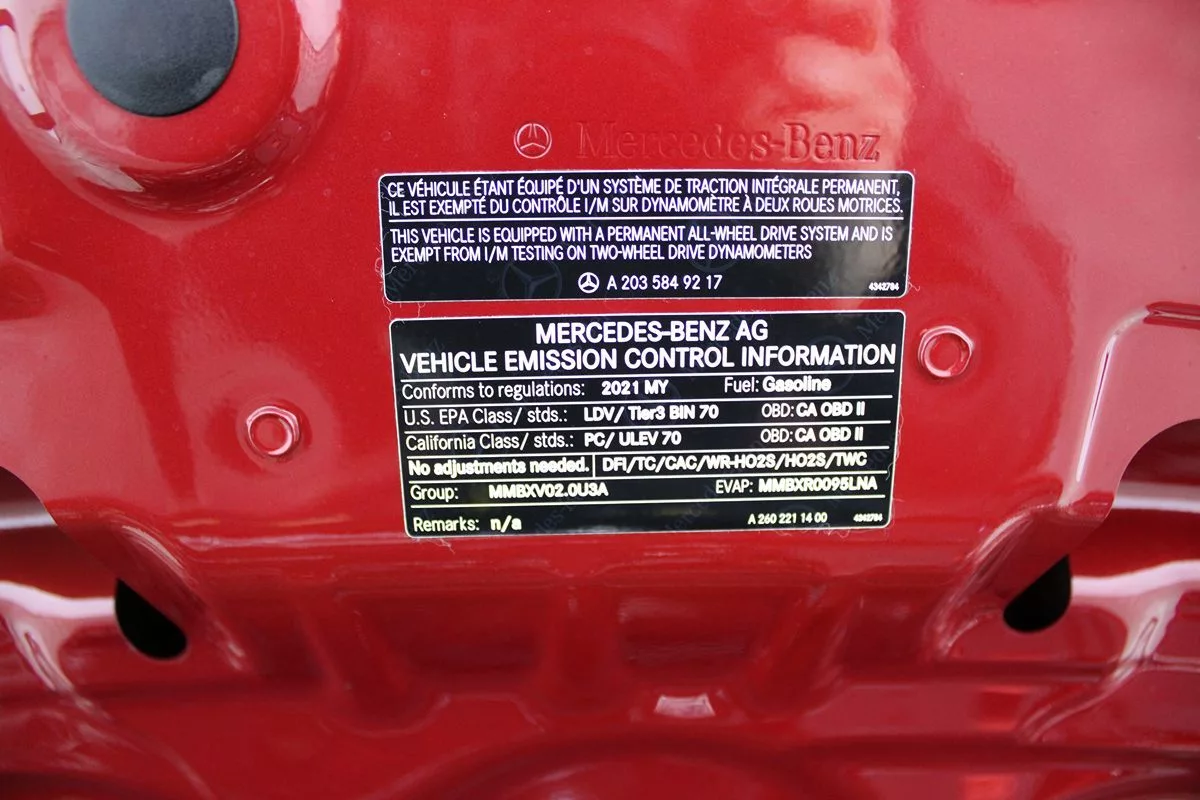 Mercedes-Benz
CE VÉHICULE ÉTANT ÉQUIPÉ D'UN SYSTÈME DE TRACTION INTÉGRALE PERMANENT,
IL EST EXEMPTÉ DU CONTRÔLE I/M SUR DYNAMOMÈTRE À DEUX ROUES MOTRICES.
THIS VEHICLE IS EQUIPPED WITH A PERMANENT ALL-WHEEL DRIVE SYSTEM AND IS
EXEMPT FROM I/M TESTING ON TWO-WHEEL DRIVE DYNAMOMETERS
A 203 584 92 17 4342784
MERCEDES-BENZ AG
VEHICLE EMISSION CONTROL INFORMATION
Conforms to regulations: 2021 MY Fuel: Gasoline
U.S. EPA Class/ stds.: LDV/ Tier3 BIN 70 OBD: CA OBD II
California Class/ stds.: PC/ ULEV 70 OBD: CA OBD II
No adjustments needed. DFI/TC/CAC/WR-HO2S/HO2S/TWC
Group: MMBXV02.0U3A EVAP: MMBXR0095LNA
Remarks: n/a A 260 221 14 00 4342784